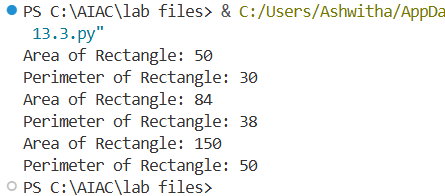 PS C:\AIAC\lab files> & C:/Users/Ashwitha/AppDa
13.3.py"
Area of Rectangle: 50
Perimeter of Rectangle: 30
Area of Rectangle: 84
Perimeter of Rectangle: 38
Area of Rectangle: 150
Perimeter of Rectangle: 50
PS C:\AIAC\lab files>